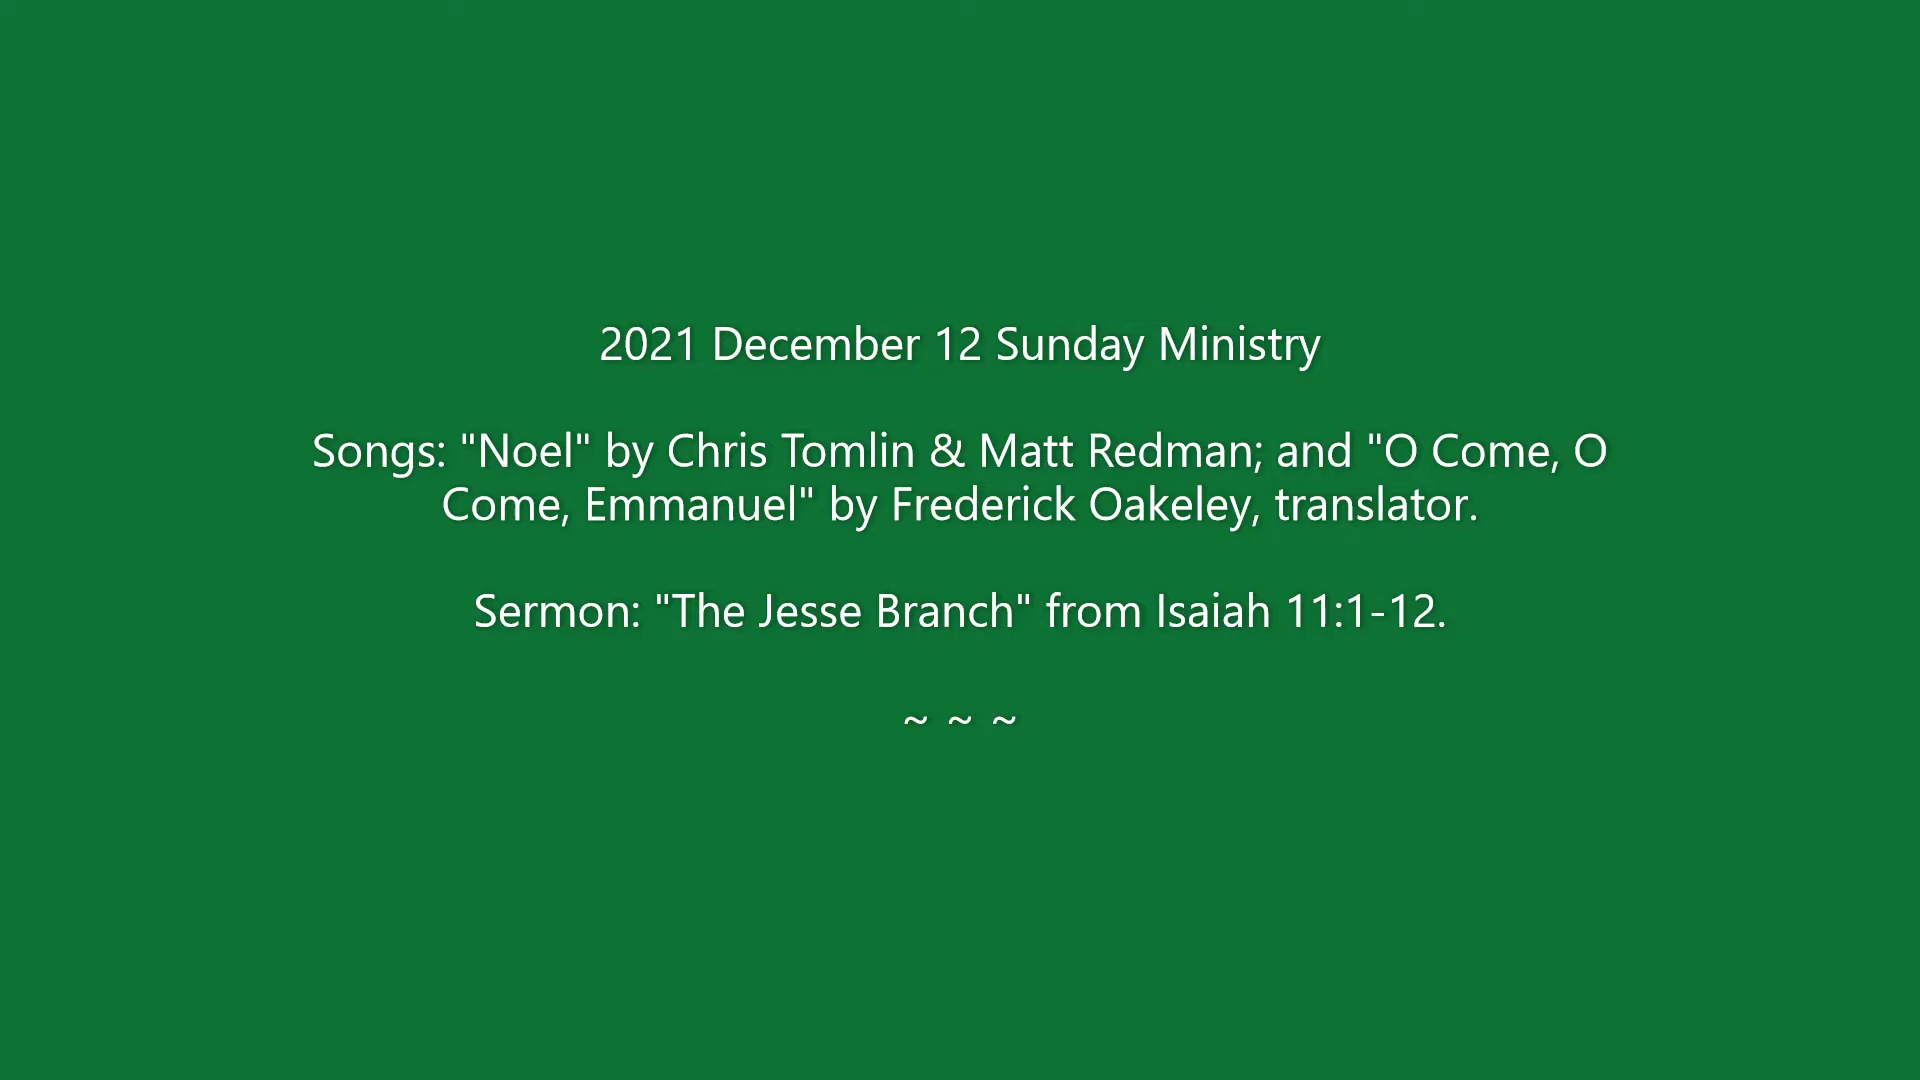 2021 December 12 Sunday Ministry
Songs: "Noel" by Chris Tomlin & Matt Redman; and "O Come, O
Come, Emmanuel" by Frederick Oakeley, translator.
Sermon: "The Jesse Branch" from Isaiah 11:1-12.
~ ~ ~